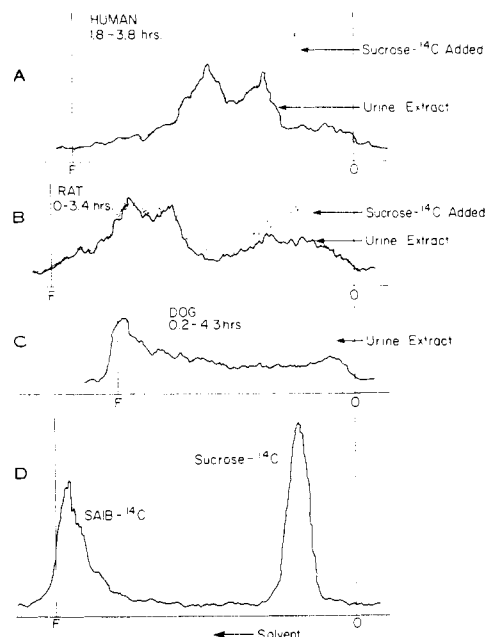 HUMAN
1.8-3.8 hrs.
Sucrose-¹⁴C Added
A
Urine Extract
F
O
RAT
0-3.4 hrs.
B
Sucrose-¹⁴C Added
Urine Extract
F
O
DOG
0.2-4.3 hrs
C
Urine Extract
F
O
D
Sucrose-¹⁴C
SAIB-¹⁴C
F
O
Solvent